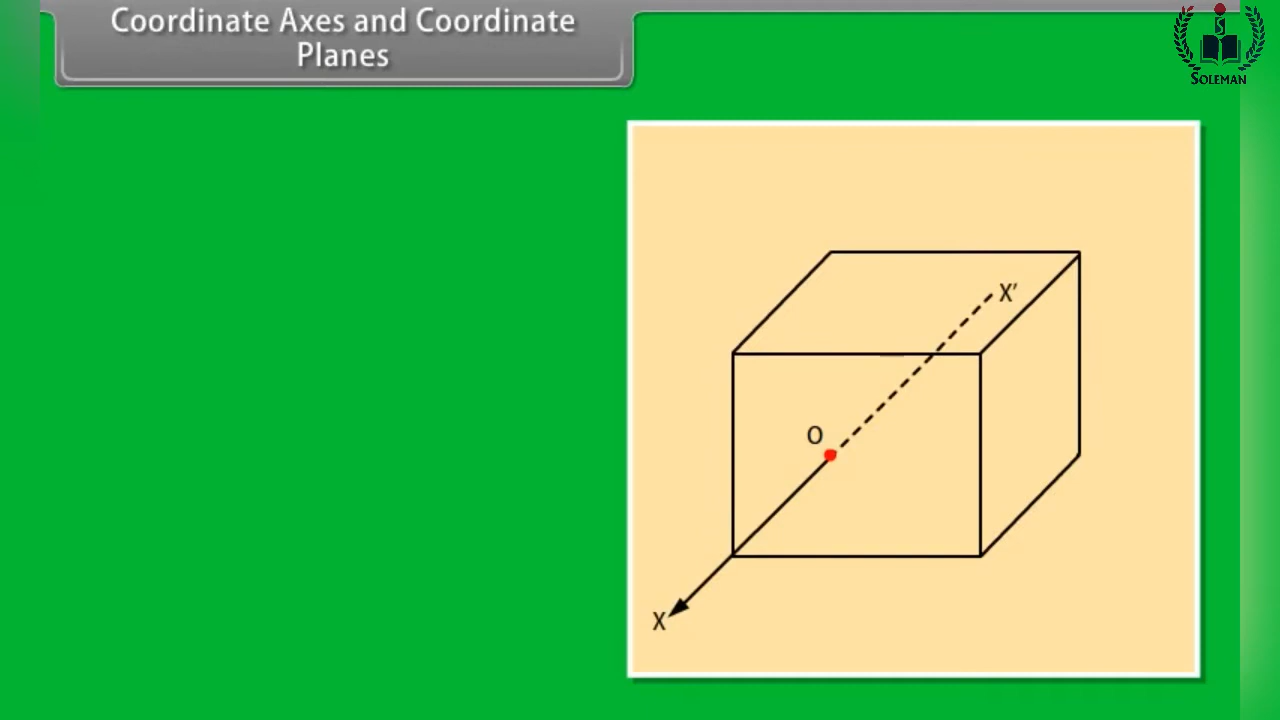 Coordinate Axes and Coordinate
Planes
SOLEMAN
X′
O
X